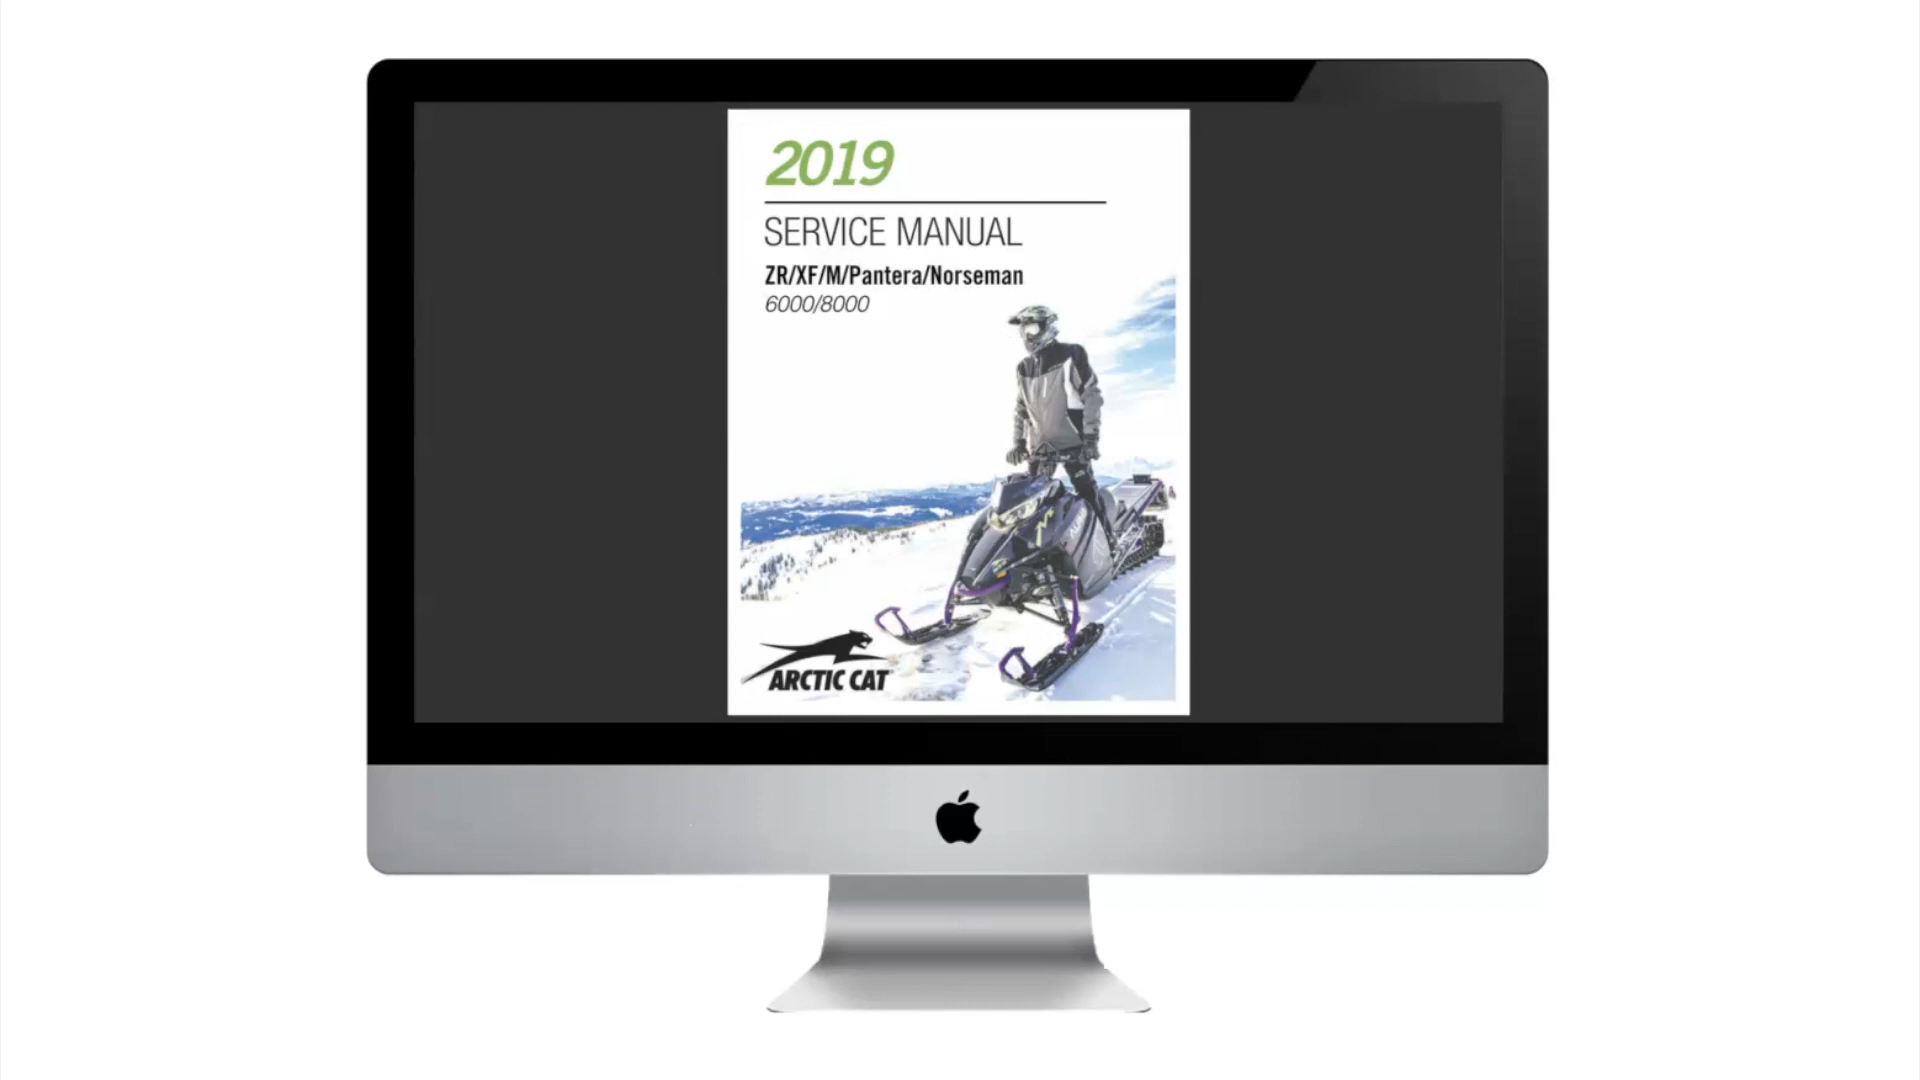 2019
SERVICE MANUAL
ZR/XF/M/Pantera/Norseman
6000/8000
ARCTIC CAT